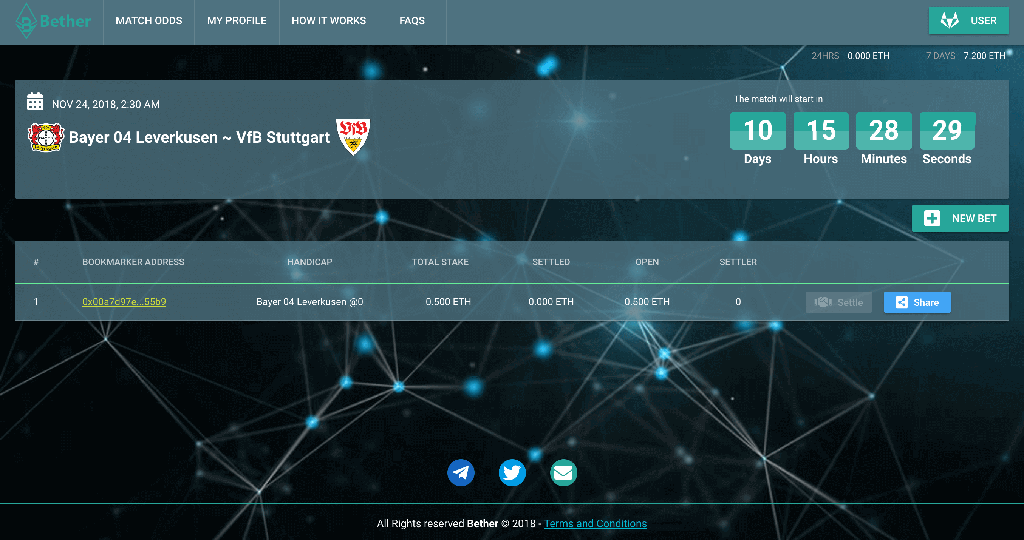 Bether MATCH ODDS MY PROFILE HOW IT WORKS FAQS USER
24HRS 0.000 ETH 7 DAYS 7.200 ETH
NOV 24, 2018, 2:30 AM
Bayer 04 Leverkusen ~ VfB Stuttgart
The match will start in
10 15 28 29
Days Hours Minutes Seconds
NEW BET
# BOOKMARKER ADDRESS HANDICAP TOTAL STAKE SETTLED OPEN SETTLER
1 0x00a7d97e...55b9 Bayer 04 Leverkusen @0 0.500 ETH 0.000 ETH 0.500 ETH 0 Settle Share
All Rights reserved Bether © 2018 - Terms and Conditions